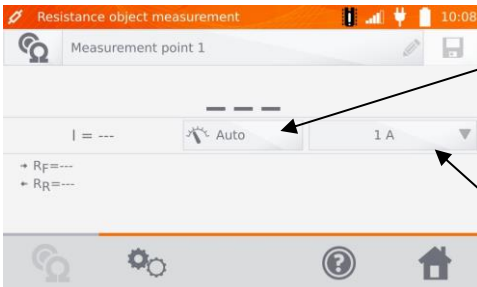 Resistance object measurement 10:08
Measurement point 1
---
I = --- Auto 1 A
→ RF=---
← RR=---